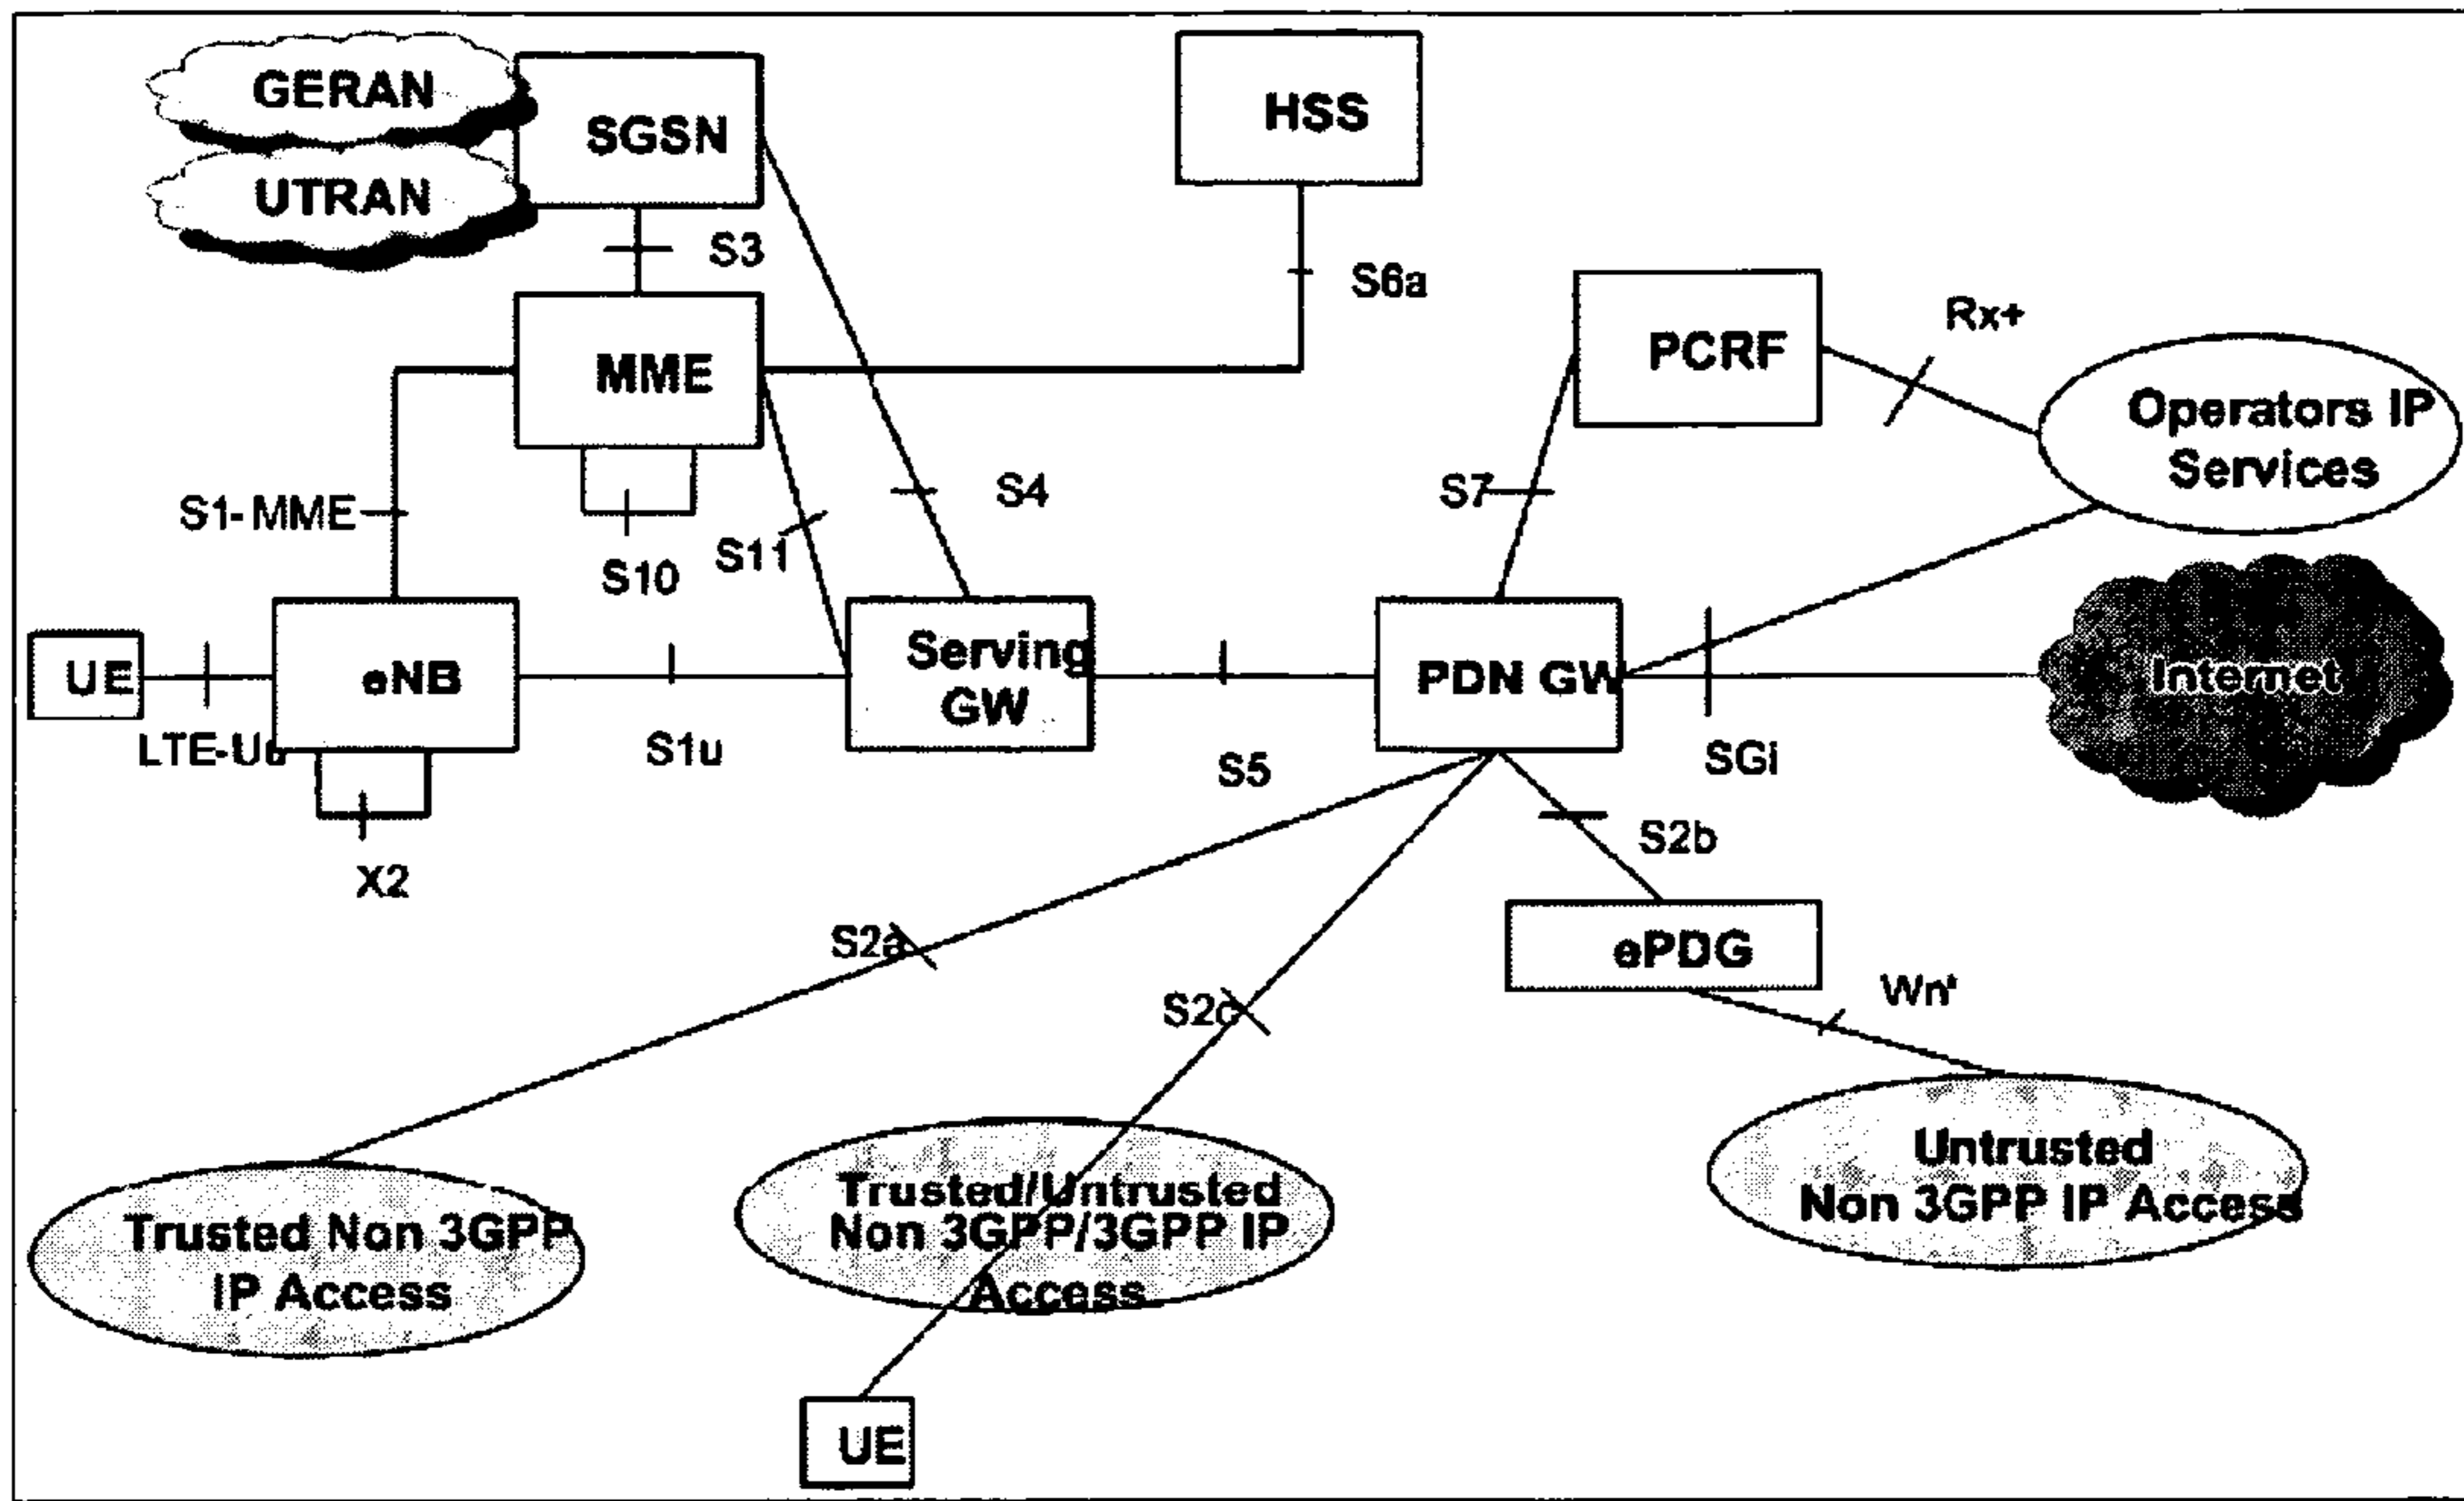 GERAN
SGSN
HSS
UTRAN
S3
S6a
Rx+
MME
PCRF
Operators IP
Services
S1-MME
S4
S7
S11
S10
UE
eNB
Serving
GW
PDN GW
Internet
LTE-Uu
S1u
S5
SGi
X2
S2b
S2a
ePDG
S2c
Wn*
Trusted Non 3GPP
IP Access
Trusted/Untrusted
Non 3GPP/3GPP IP
Access
Untrusted
Non 3GPP IP Access
UE